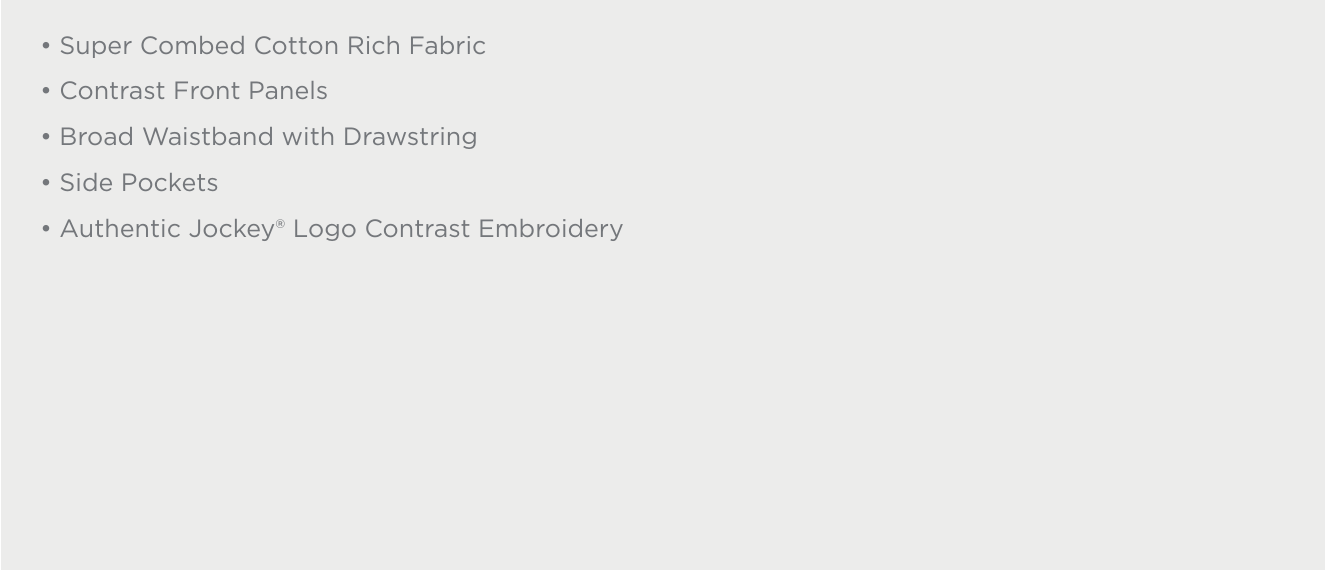 • Super Combed Cotton Rich Fabric
• Contrast Front Panels
• Broad Waistband with Drawstring
• Side Pockets
• Authentic Jockey® Logo Contrast Embroidery